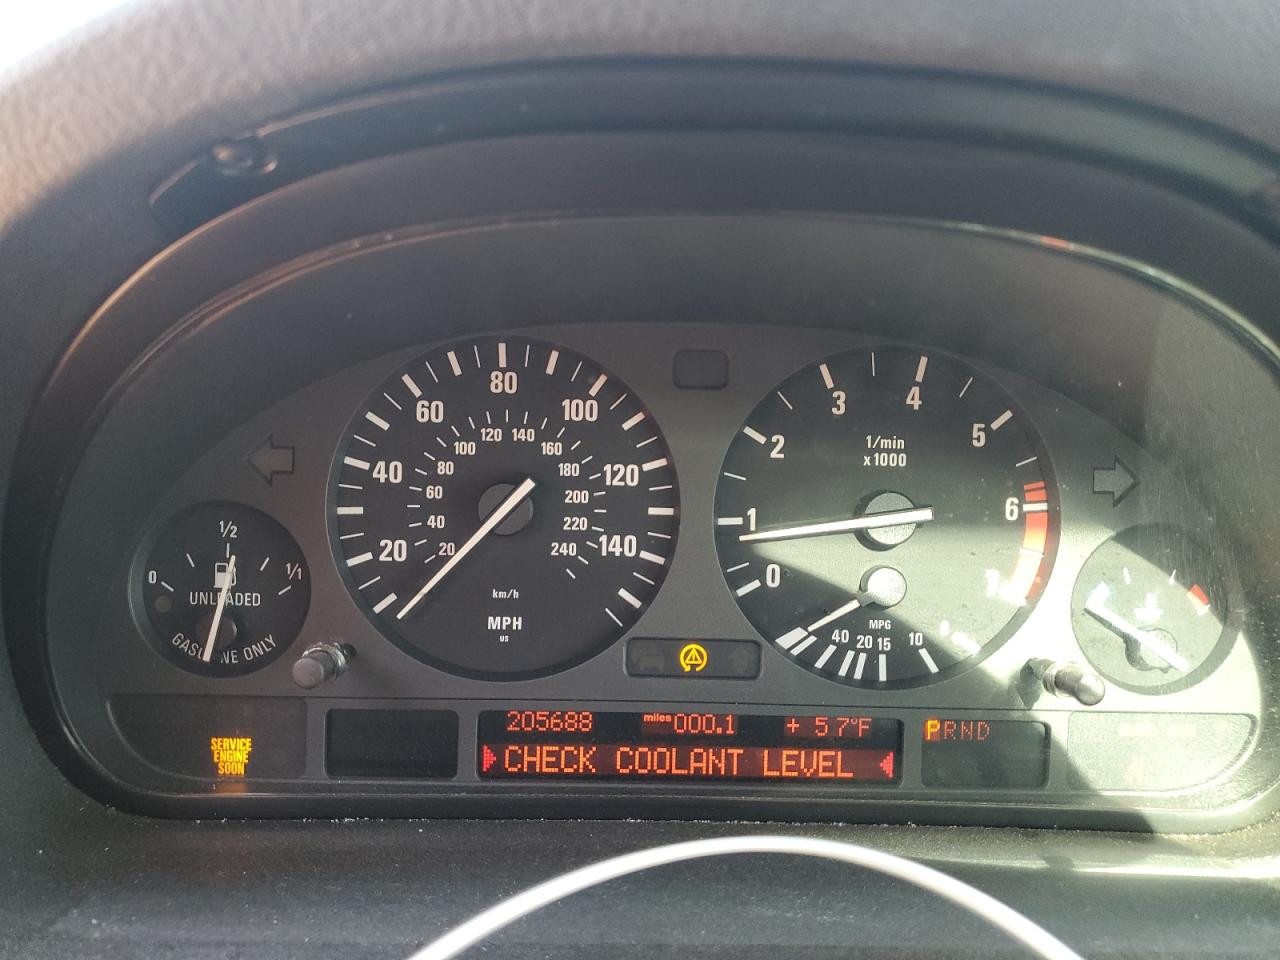 80
60
100
40
120
20
140
120 140
100
160
80
180
60
200
40
220
20
240
km/h
MPH
US
3
4
2
5
1/min
x1000
1
6
0
MPG
40
20
15
10
1/2
0
1/1
UNLEADED
GASOLINE ONLY
SERVICE
ENGINE
SOON
205688 miles 000.1 + 57°F
PRND
CHECK COOLANT LEVEL